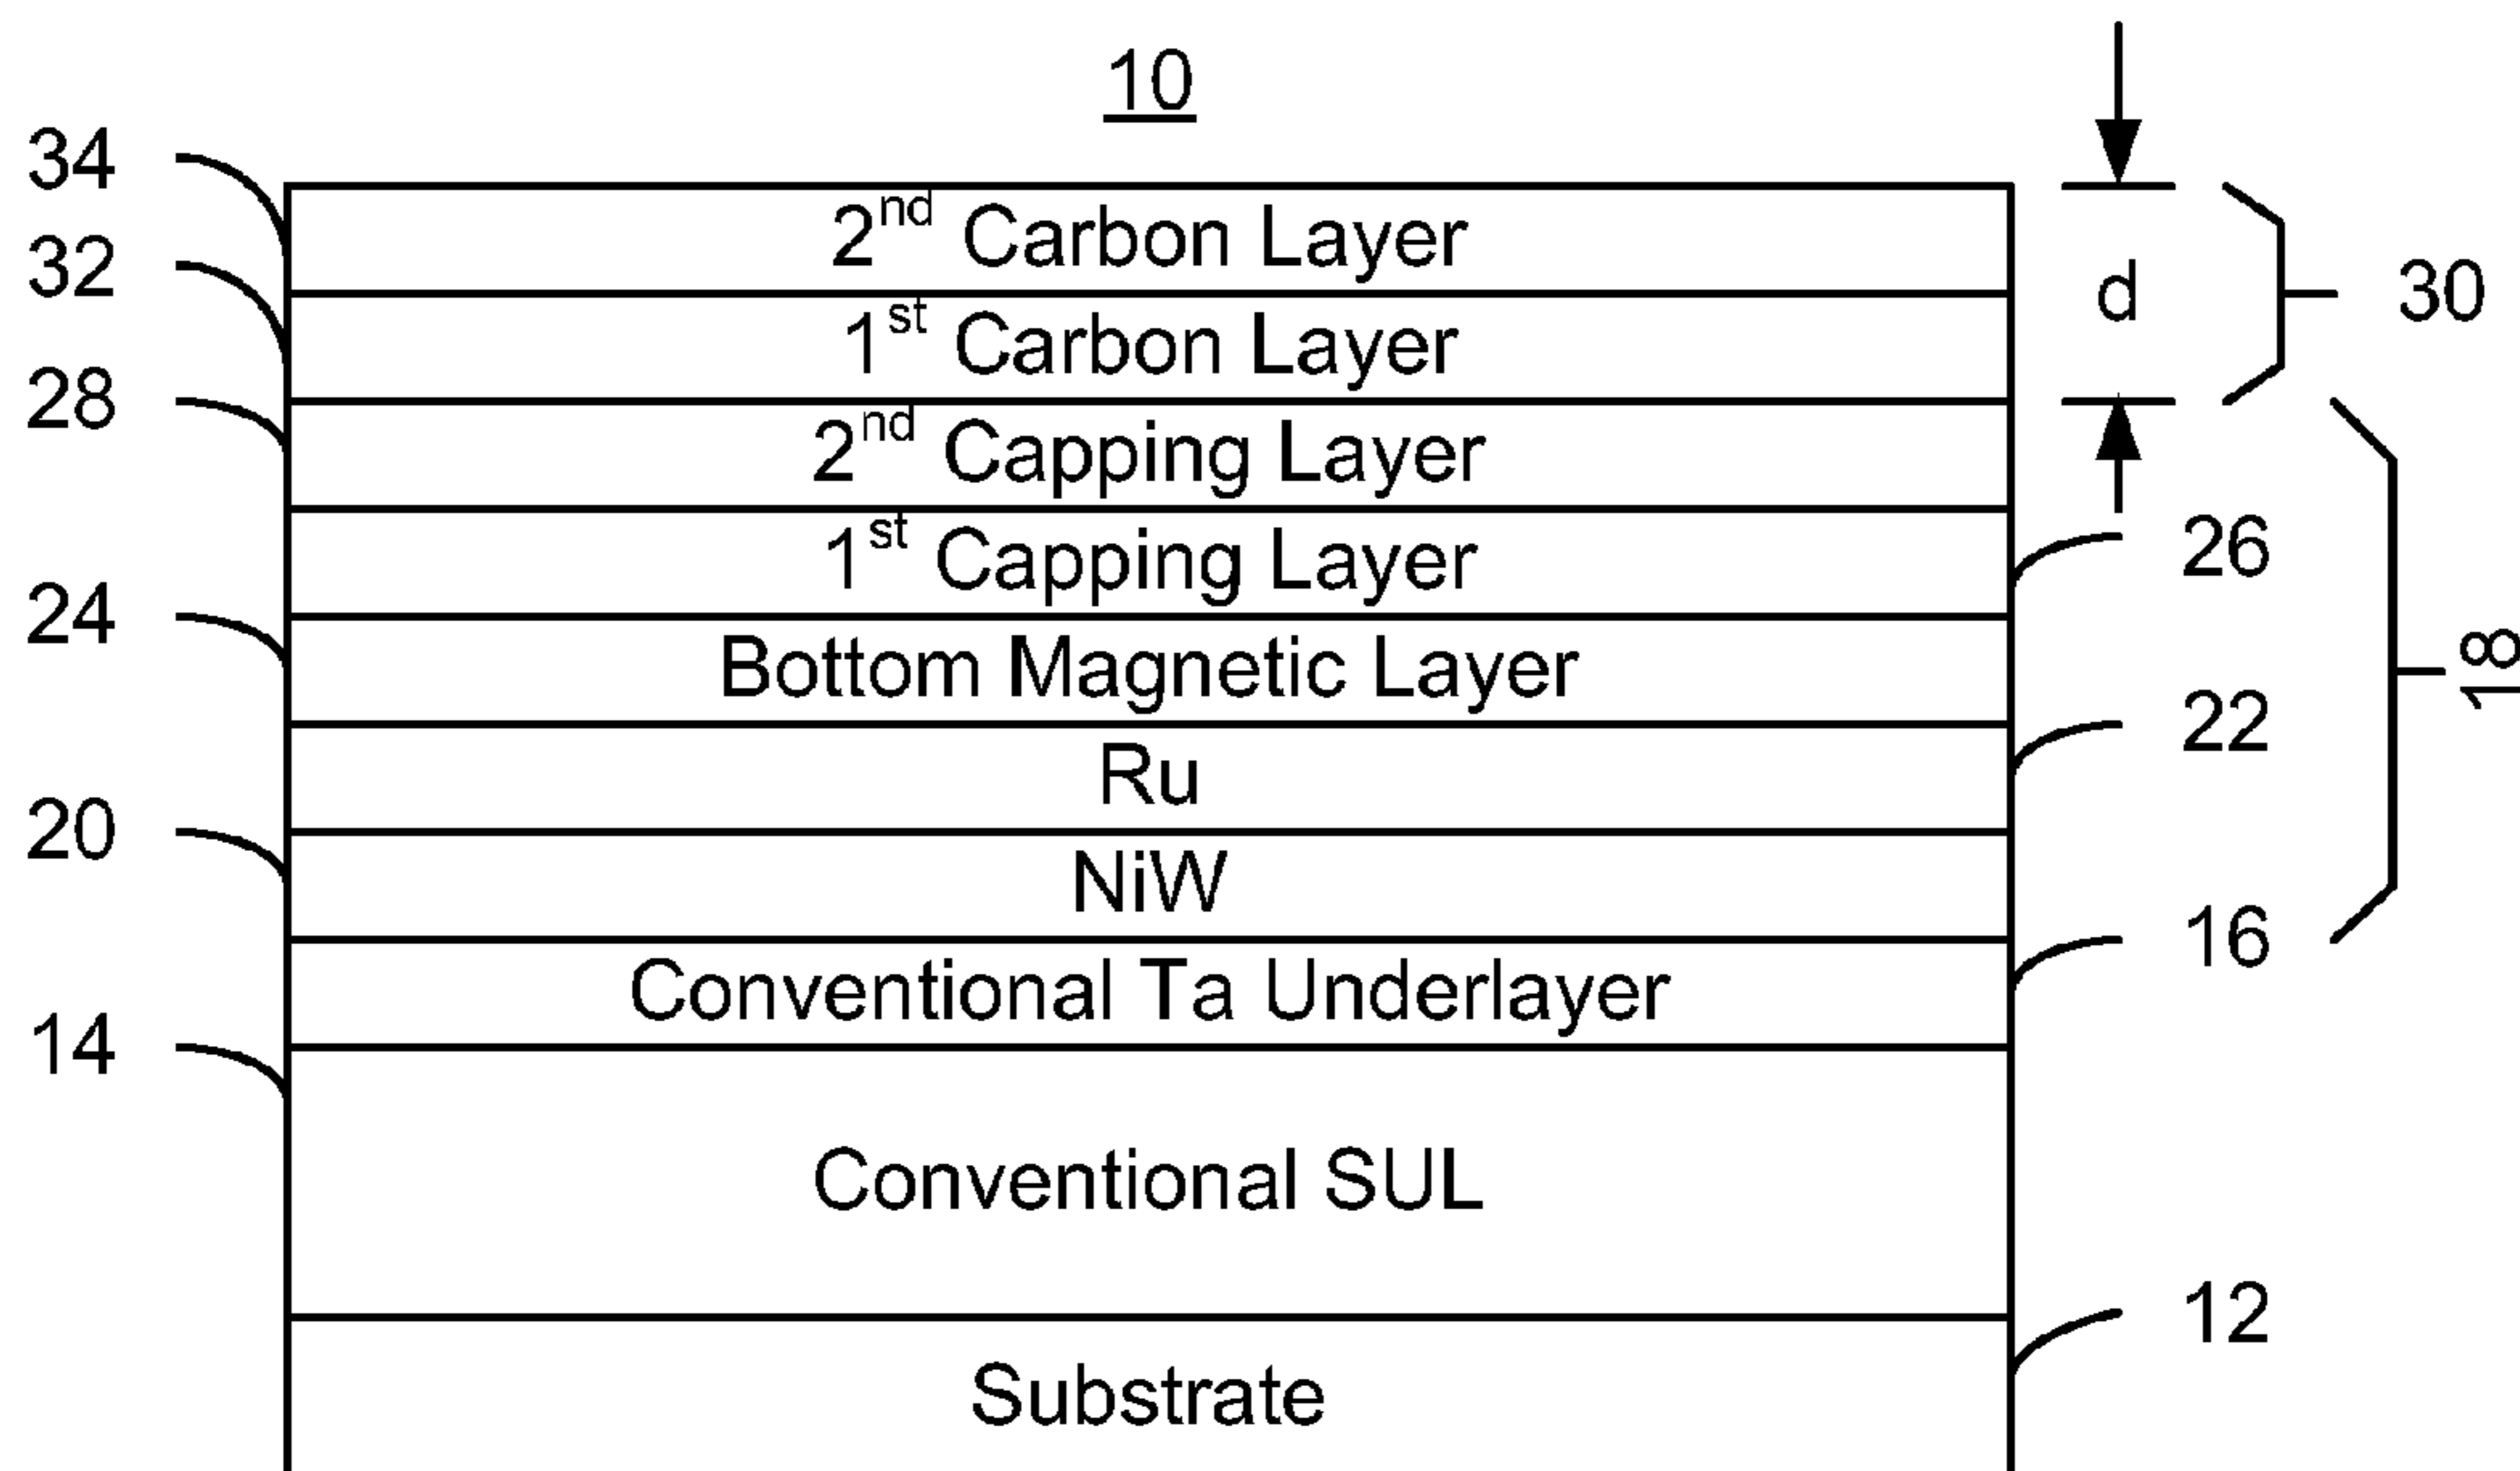 10
34
2nd Carbon Layer
32
1st Carbon Layer
d
30
28
2nd Capping Layer
1st Capping Layer
26
24
Bottom Magnetic Layer
18
22
Ru
20
NiW
16
Conventional Ta Underlayer
14
Conventional SUL
12
Substrate